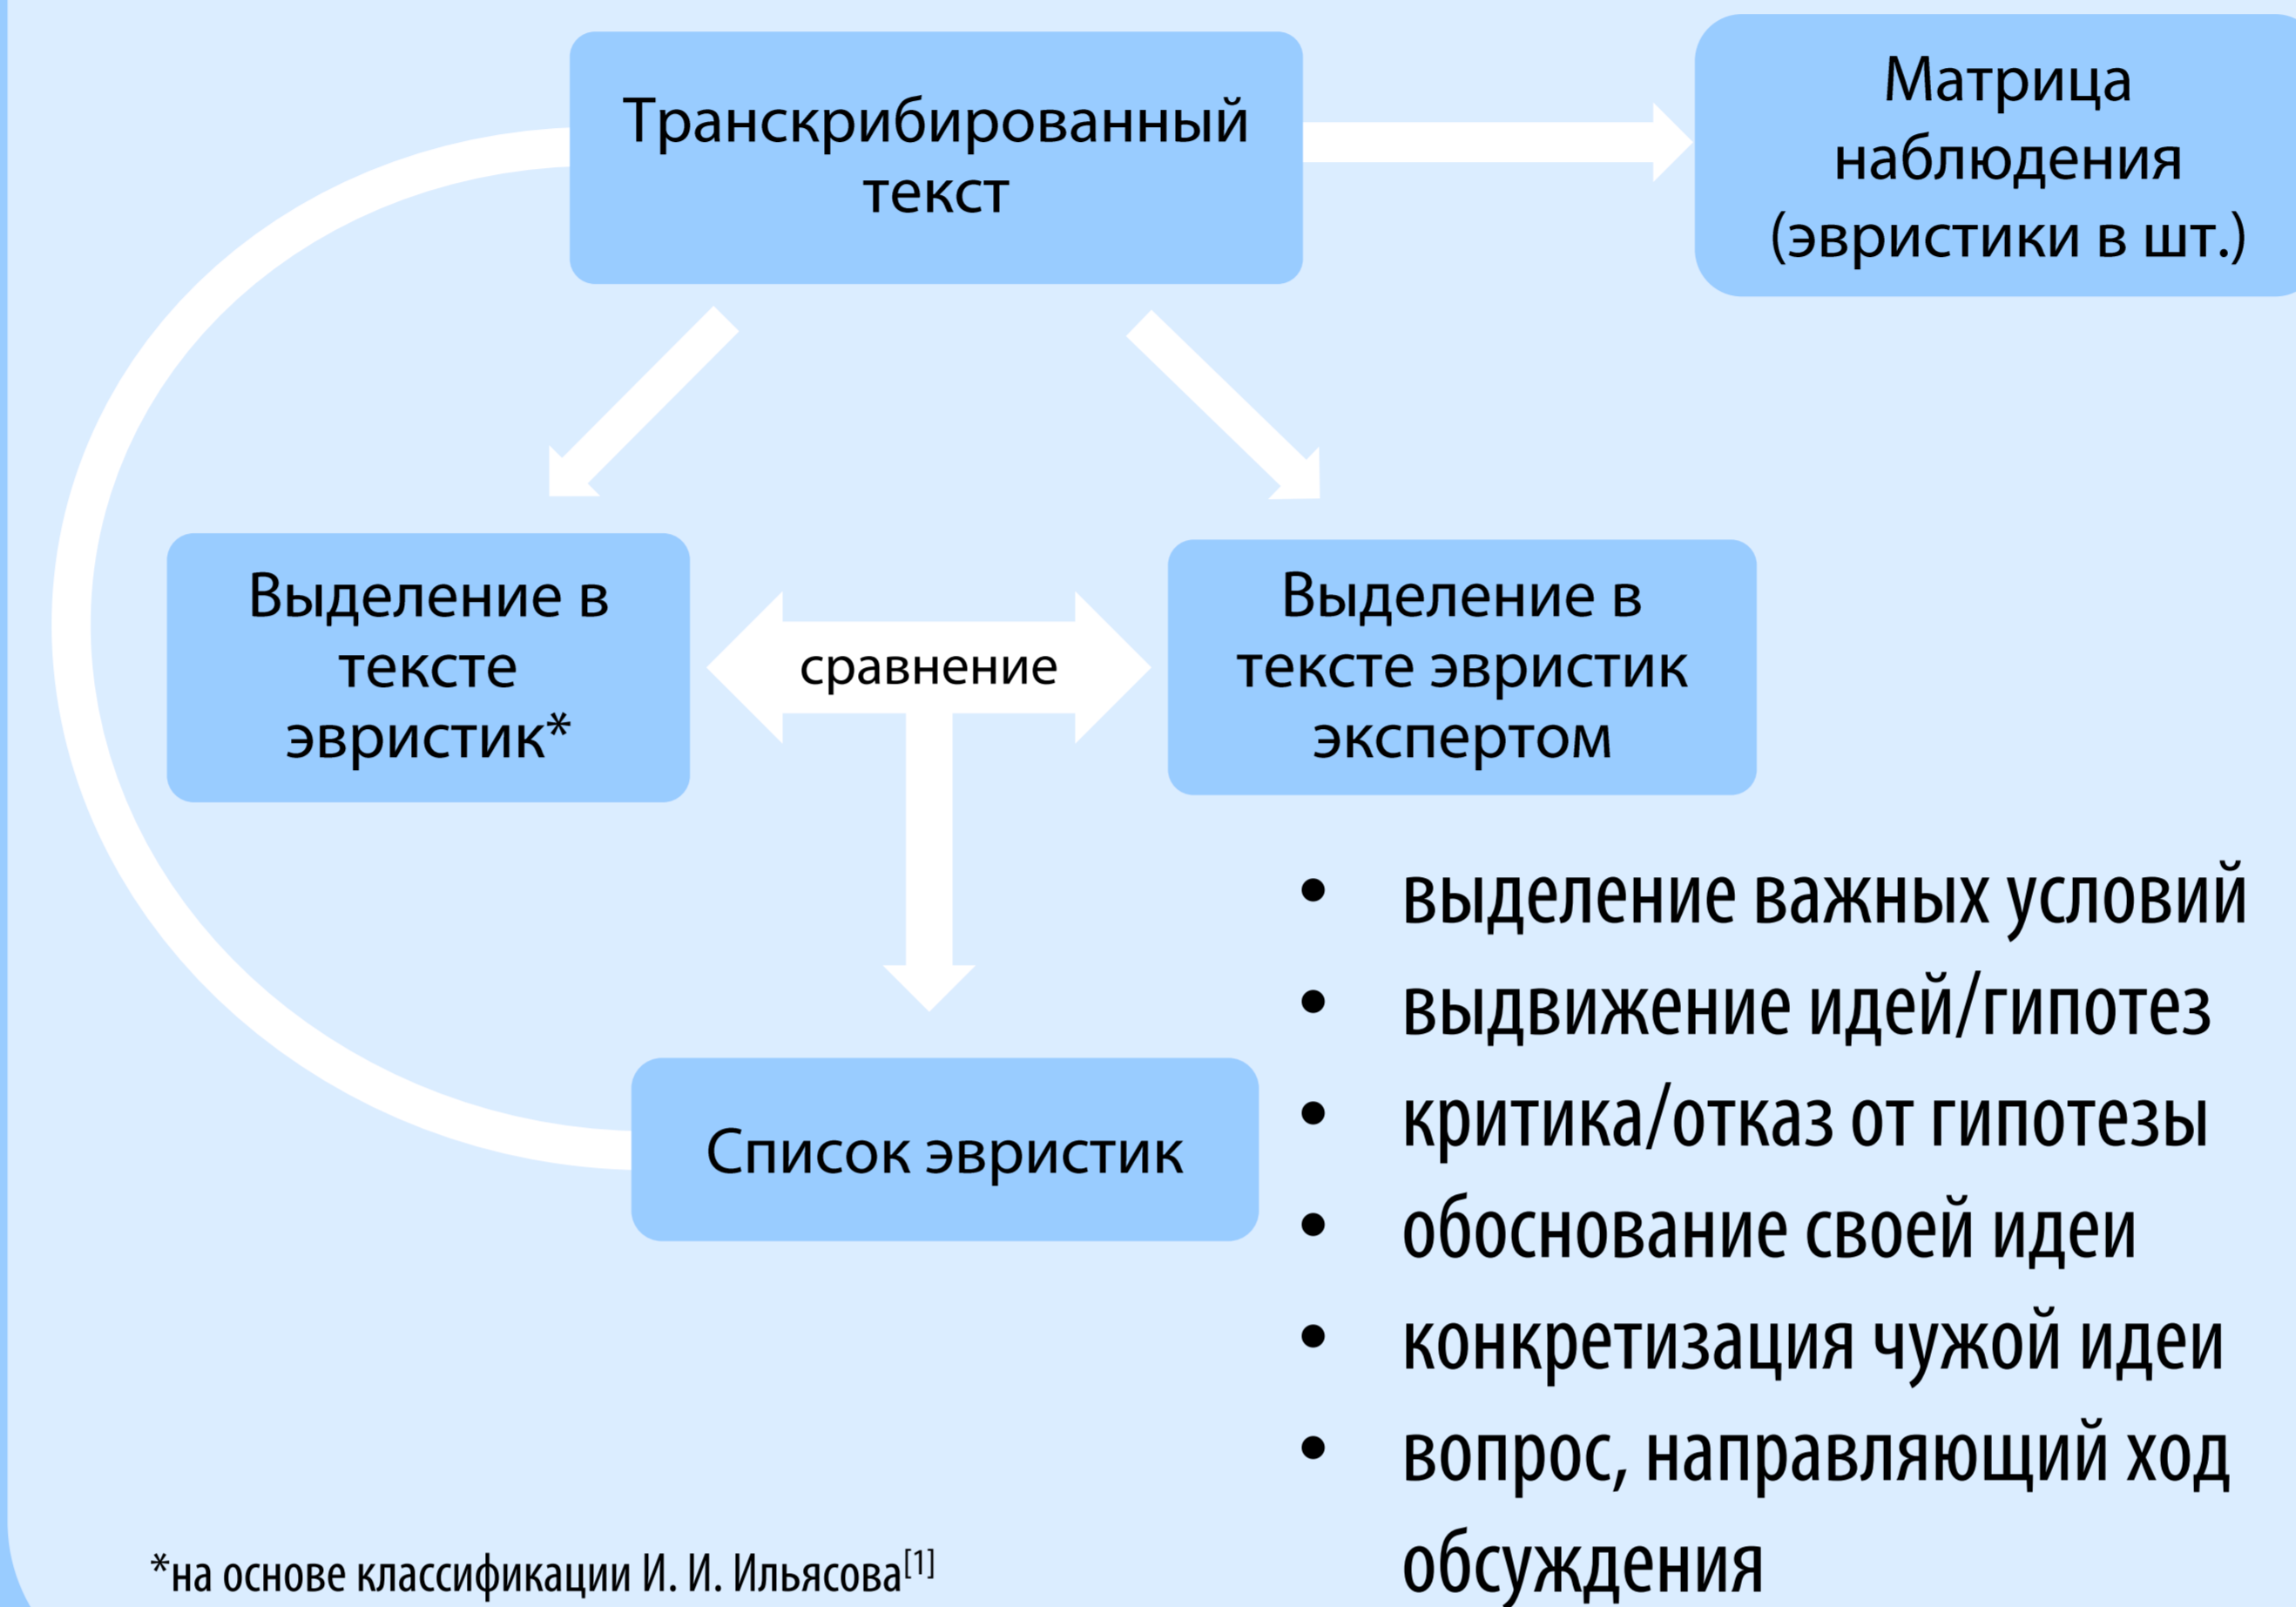 Транскрибированный
текст
Матрица
наблюдения
(эвристики в шт.)
Выделение в
тексте
эвристик*
сравнение
Выделение в
тексте эвристик
экспертом
Список эвристик
• выделение важных условий
• выдвижение идей/гипотез
• критика/отказ от гипотезы
• обоснование своей идеи
• конкретизация чужой идеи
• вопрос, направляющий ход
обсуждения
*на основе классификации И. И. Ильясова[1]